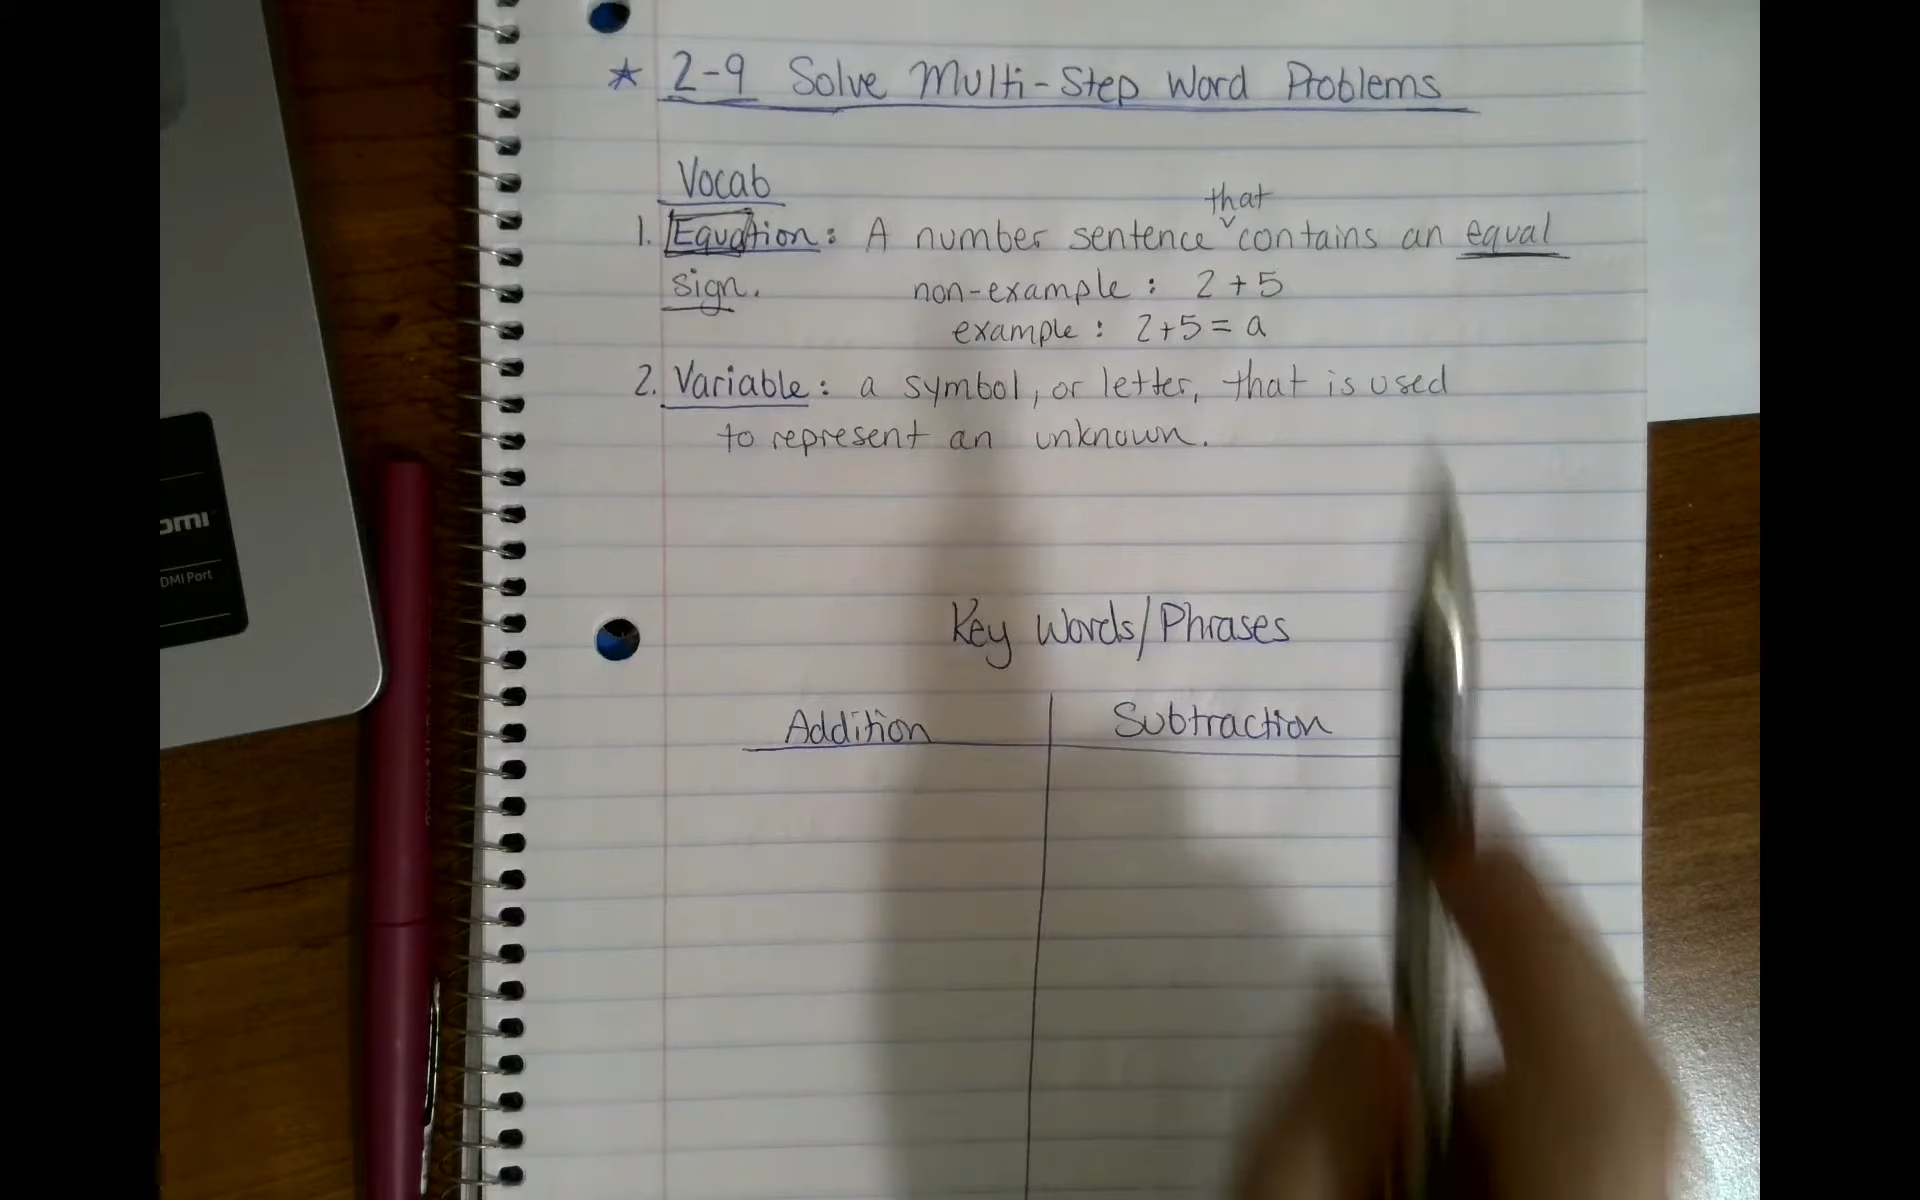 ★ 2-9 Solve Multi-Step Word Problems
Vocab
that
1. Equation: A number sentence ^ contains an equal
sign. non-example: 2+5
example: 2+5=a
2. Variable: a symbol, or letter, that is used
to represent an unknown.
Key Words/Phrases
Addition Subtraction
DMI Port